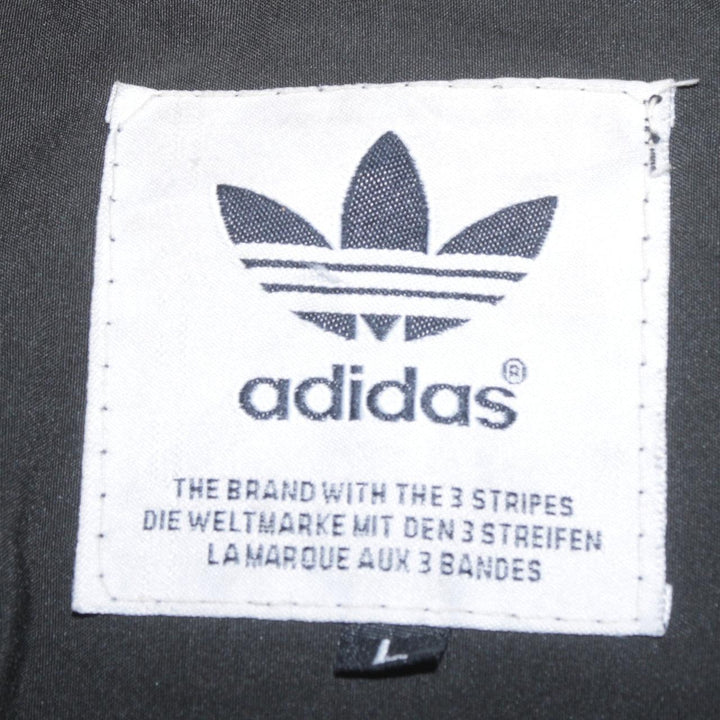 adidas®
THE BRAND WITH THE 3 STRIPES
DIE WELTMARKE MIT DEN 3 STREIFEN
LA MARQUE AUX 3 BANDES
L